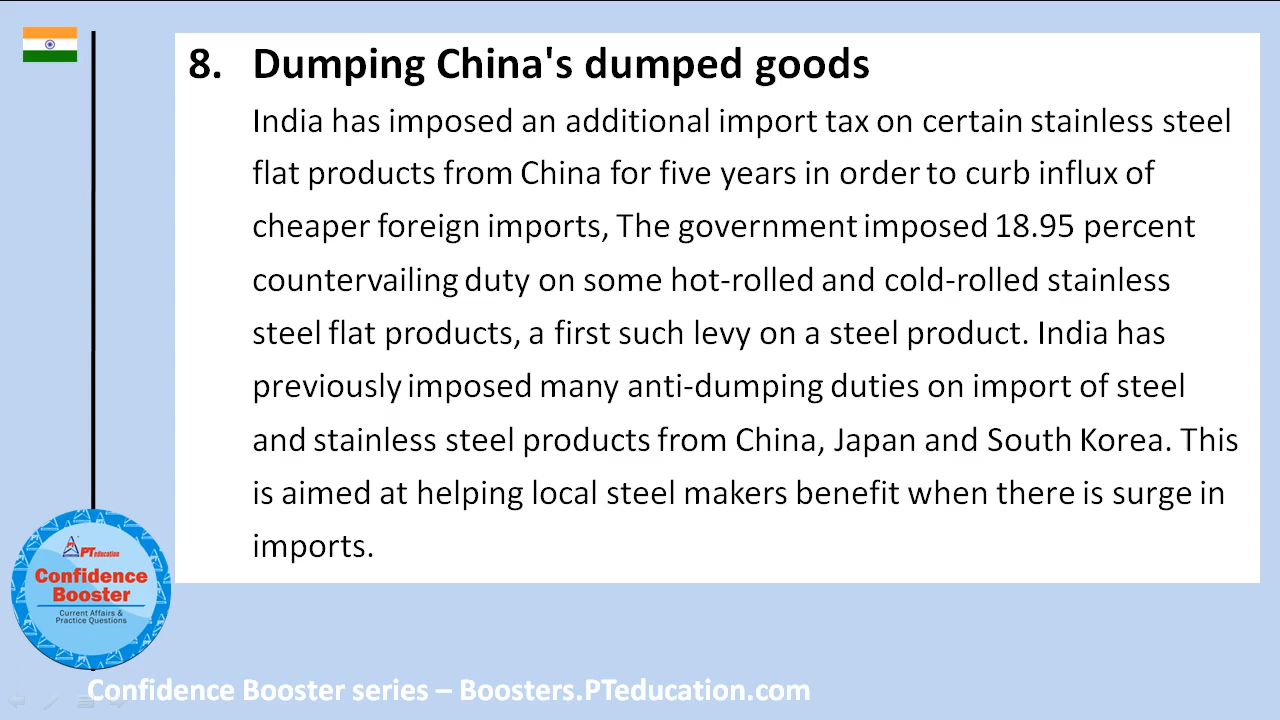 8. Dumping China's dumped goods
India has imposed an additional import tax on certain stainless steel
flat products from China for five years in order to curb influx of
cheaper foreign imports, The government imposed 18.95 percent
countervailing duty on some hot-rolled and cold-rolled stainless
steel flat products, a first such levy on a steel product. India has
previously imposed many anti-dumping duties on import of steel
and stainless steel products from China, Japan and South Korea. This
is aimed at helping local steel makers benefit when there is surge in
imports.
PTeducation
Confidence
Booster
Current Affairs &
Practice Questions
Confidence Booster series – Boosters.PTeducation.com